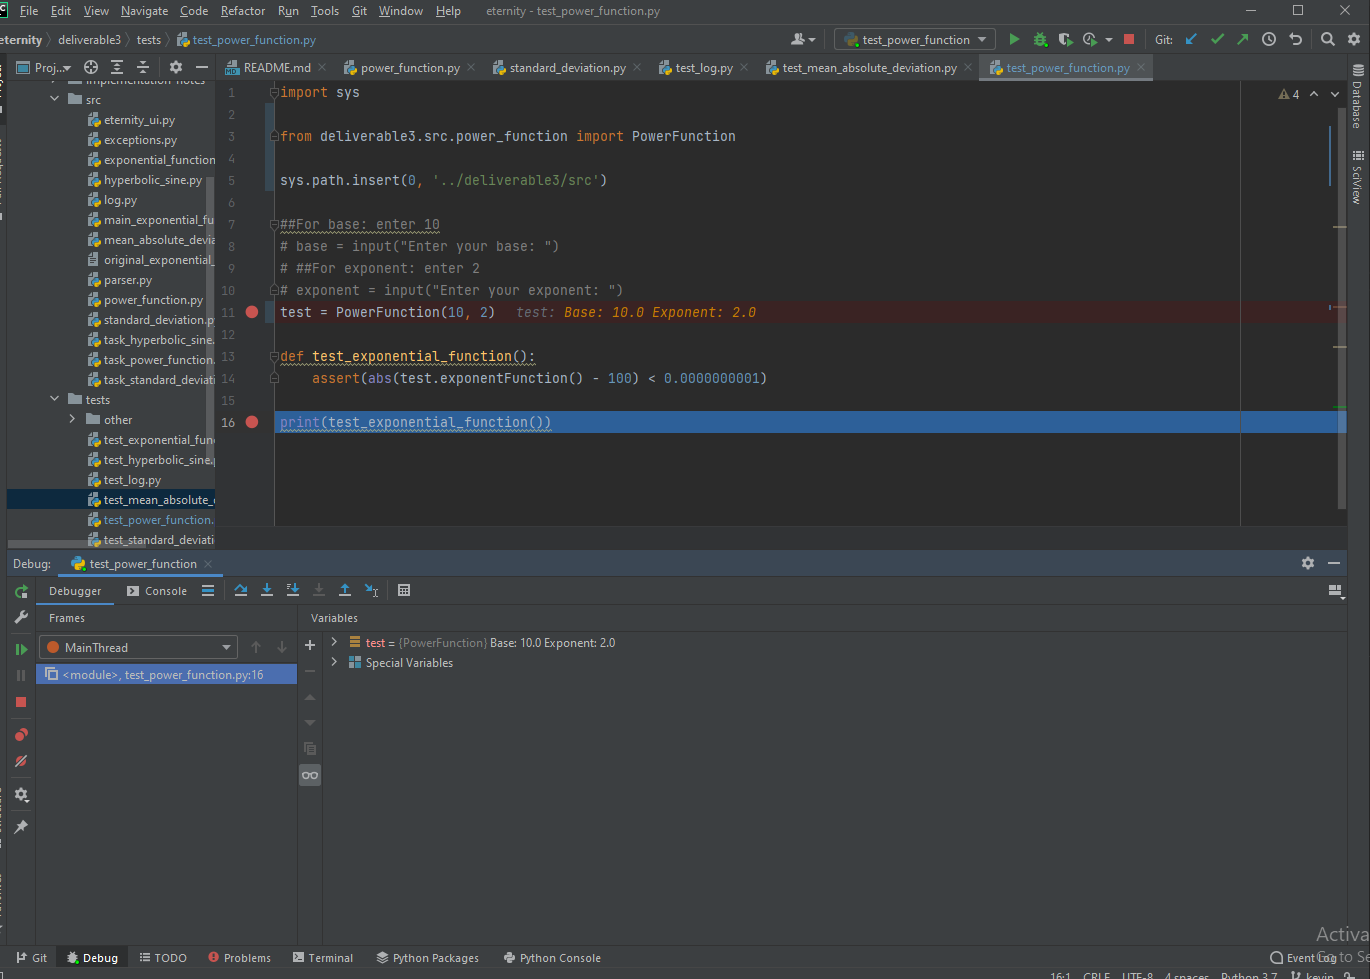 File Edit View Navigate Code Refactor Run Tools Git Window Help eternity - test_power_function.py
eternity deliverable3 tests test_power_function.py test_power_function Git:
Proj... README.md power_function.py standard_deviation.py test_log.py test_mean_absolute_deviation.py test_power_function.py
src
eternity_ui.py
exceptions.py
exponential_function
hyperbolic_sine.py
log.py
main_exponential_fu
mean_absolute_devia
original_exponential_
parser.py
power_function.py
standard_deviation.p
task_hyperbolic_sine.
task_power_function.
task_standard_deviati
tests
other
test_exponential_fun
test_hyperbolic_sine.p
test_log.py
test_mean_absolute_d
test_power_function.
test_standard_deviati
1 import sys
2
3 from deliverable3.src.power_function import PowerFunction
4
5 sys.path.insert(0, '../deliverable3/src')
6
7 ##For base: enter 10
8 # base = input("Enter your base: ")
9 # ##For exponent: enter 2
10 # exponent = input("Enter your exponent: ")
11 test = PowerFunction(10, 2) test: Base: 10.0 Exponent: 2.0
12
13 def test_exponential_function():
14 assert(abs(test.exponentFunction() - 100) < 0.0000000001)
15
16 print(test_exponential_function())
4
Database
SciView
Debug: test_power_function
Debugger Console
Frames Variables
MainThread
<module>, test_power_function.py:16
test = {PowerFunction} Base: 10.0 Exponent: 2.0
Special Variables
Activa
Git Debug TODO Problems Terminal Python Packages Python Console Event Log
16:1 CRLF UTF-8 4 spaces Python 3.7 kevin